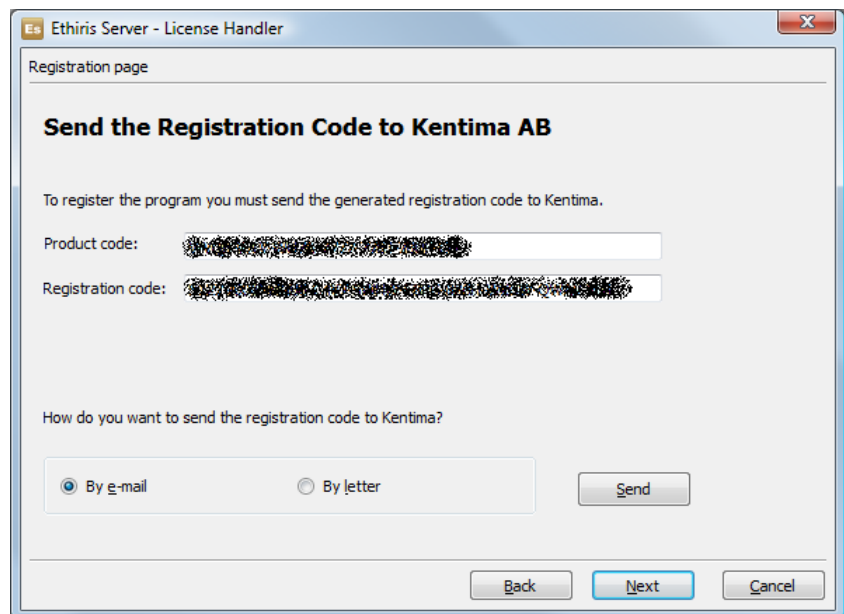 Es Ethiris Server - License Handler
Registration page
Send the Registration Code to Kentima AB
To register the program you must send the generated registration code to Kentima.
Product code:
Registration code:
How do you want to send the registration code to Kentima?
By e-mail By letter Send
Back Next Cancel